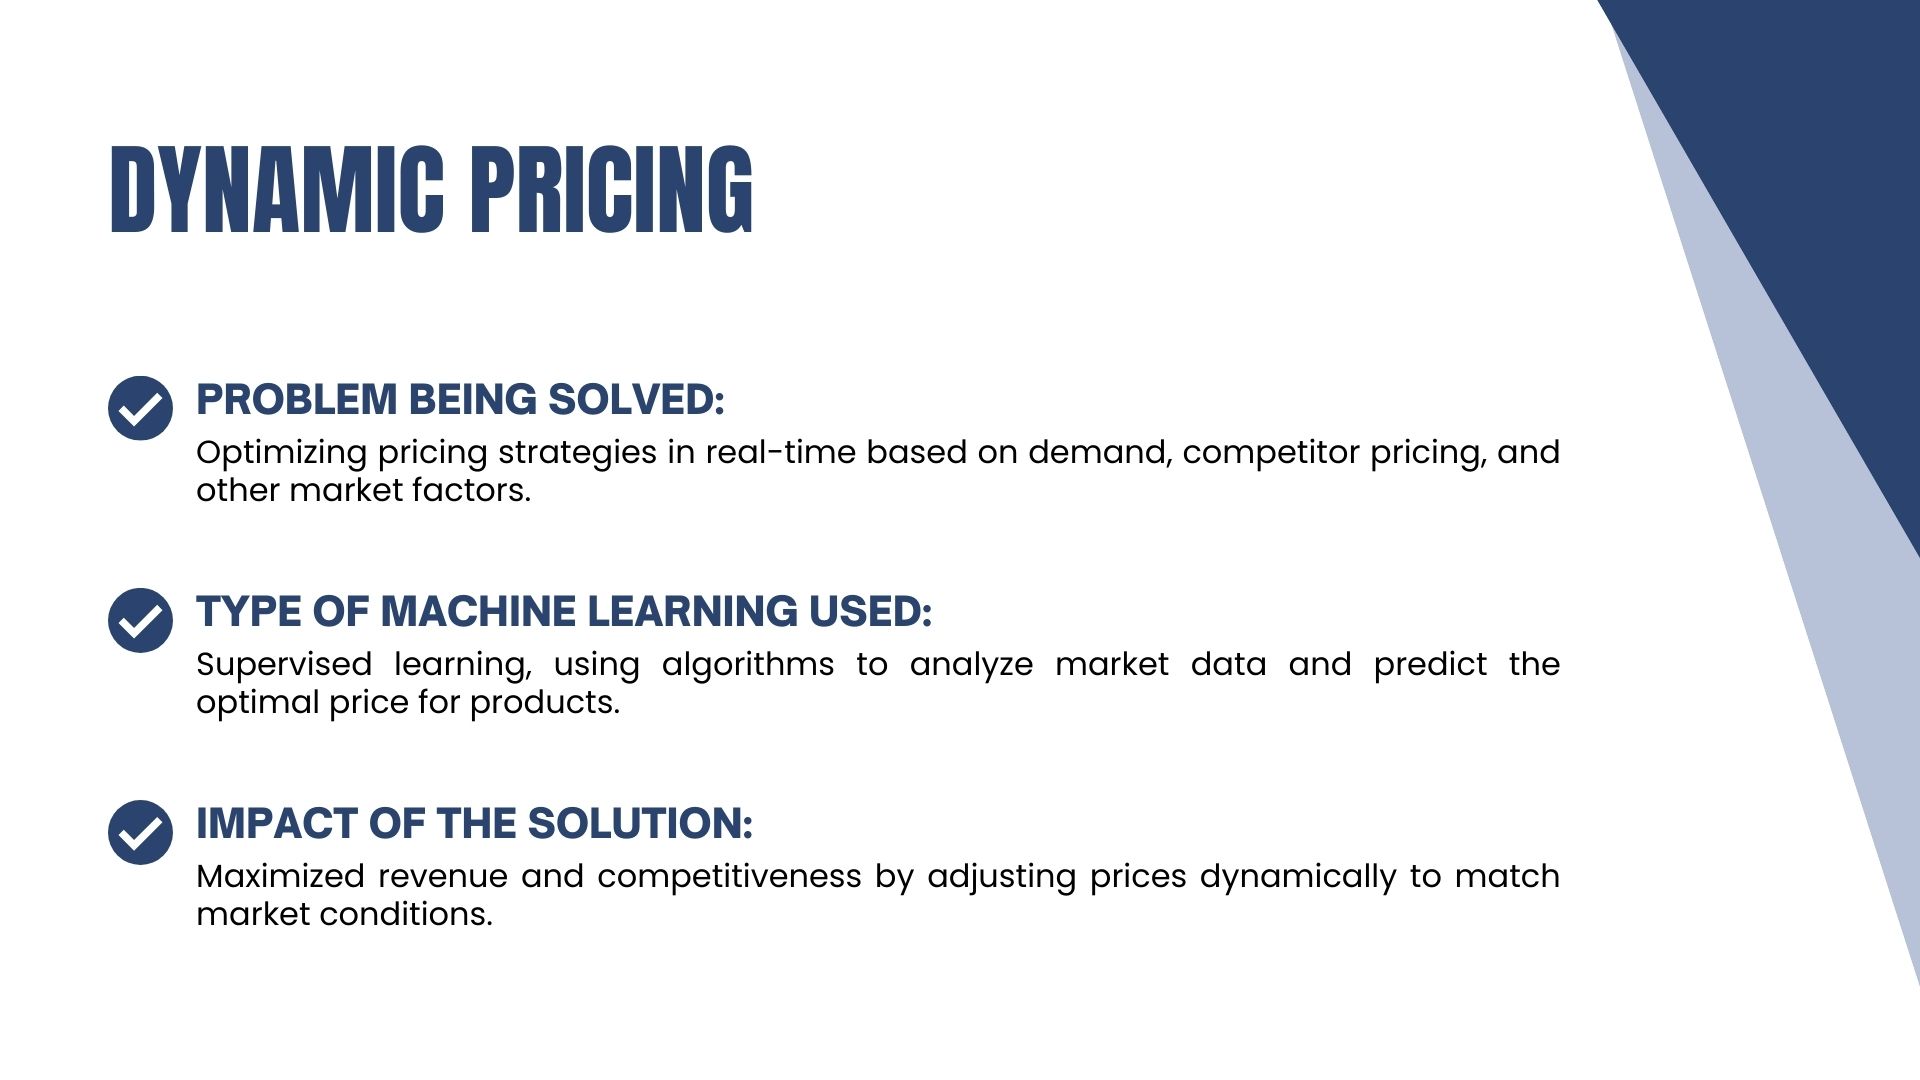 DYNAMIC PRICING
PROBLEM BEING SOLVED:
Optimizing pricing strategies in real-time based on demand, competitor pricing, and
other market factors.
TYPE OF MACHINE LEARNING USED:
Supervised learning, using algorithms to analyze market data and predict the
optimal price for products.
IMPACT OF THE SOLUTION:
Maximized revenue and competitiveness by adjusting prices dynamically to match
market conditions.